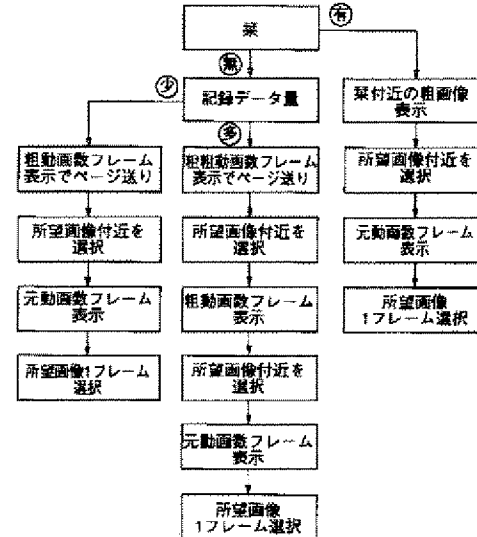 栞
有
無
少
記録データ量
多
栞付近の粗画像
表示
粗動画数フレーム
表示でページ送り
粗粗動画数フレーム
表示でページ送り
所望画像付近を
選択
所望画像付近を
選択
所望画像付近を
選択
元動画数フレーム
表示
元動画数フレーム
表示
粗動画数フレーム
表示
所望画像
1フレーム選択
所望画像1フレーム
選択
所望画像付近を
選択
元動画数フレーム
表示
所望画像
1フレーム選択